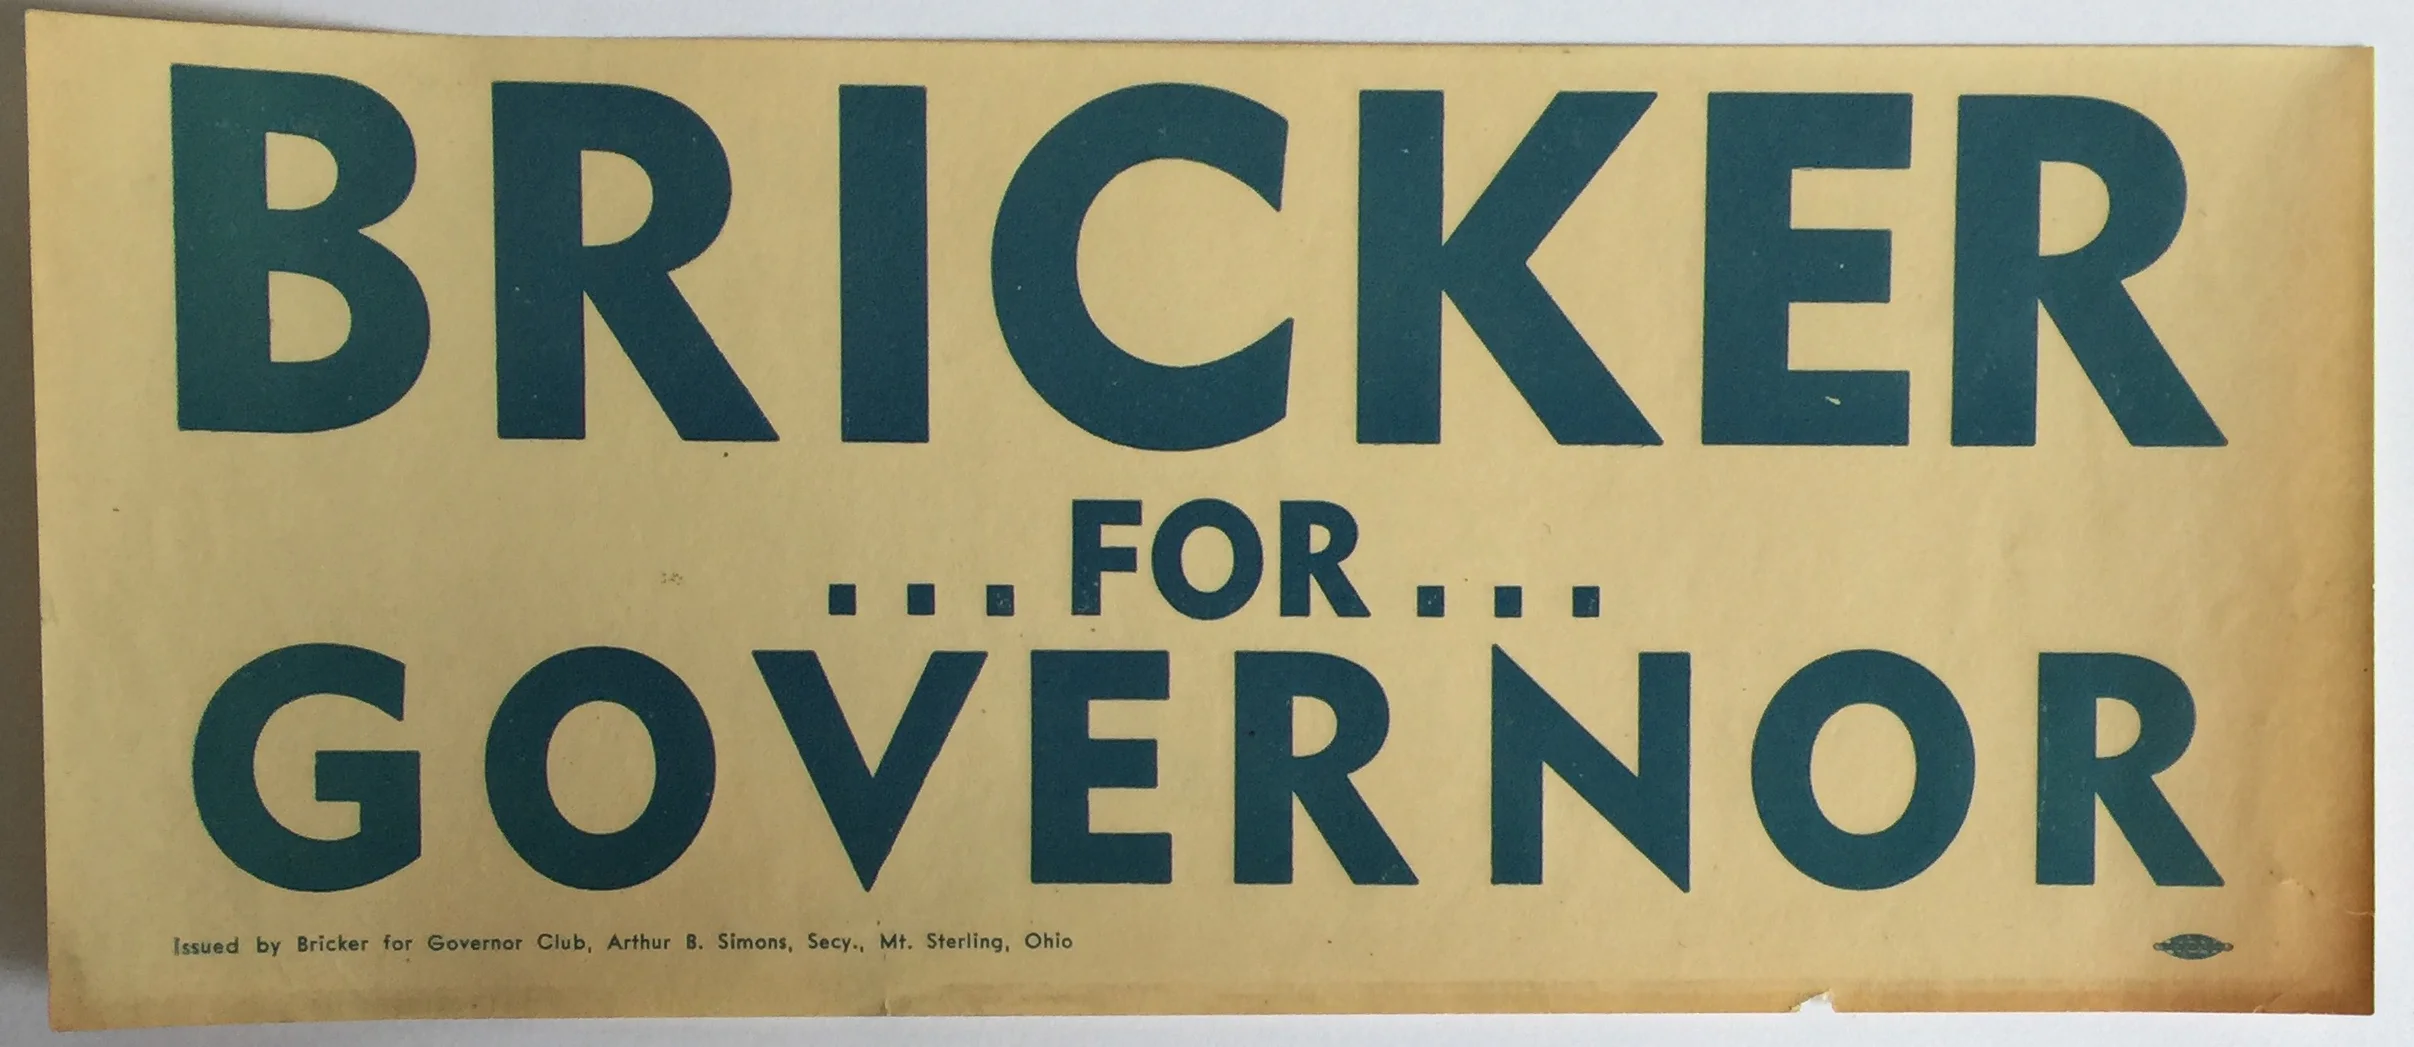 BRICKER
...FOR...
GOVERNOR
Issued by Bricker for Governor Club, Arthur B. Simons, Secy., Mt. Sterling, Ohio